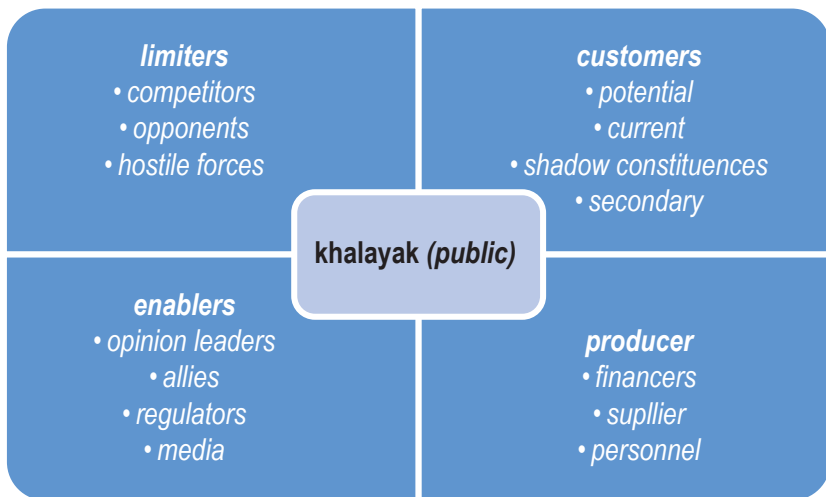 limiters
• competitors
• opponents
• hostile forces
customers
• potential
• current
• shadow constituences
• secondary
khalayak (public)
enablers
• opinion leaders
• allies
• regulators
• media
producer
• financers
• supllier
• personnel